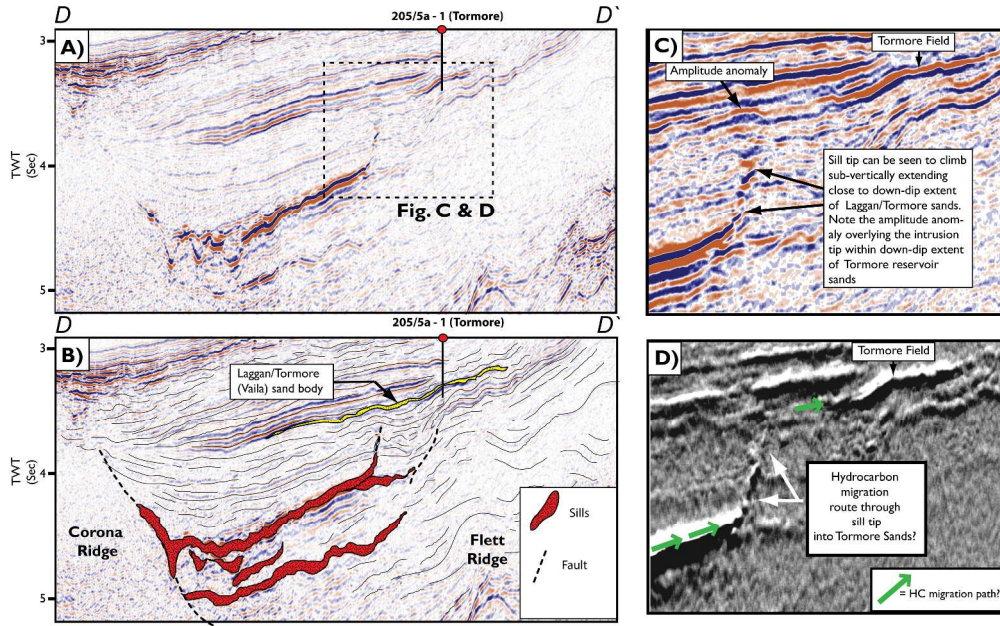 D
205/5a - 1 (Tormore)
D`
A)
3
4
5
TWT
(Sec)
Fig. C & D
D
205/5a - 1 (Tormore)
D`
B)
3
4
5
TWT
(Sec)
Laggan/Tormore
(Vaila) sand body
Corona
Ridge
Flett
Ridge
Sills
Fault
C)
Tormore Field
Amplitude anomaly
Sill tip can be seen to climb
sub-vertically extending
close to down-dip extent
of Laggan/Tormore sands.
Note the amplitude anom-
aly overlying the intrusion
tip within down-dip extent
of Tormore reservoir
sands
D)
Tormore Field
Hydrocarbon
migration
route through
sill tip
into Tormore Sands?
= HC migration path?